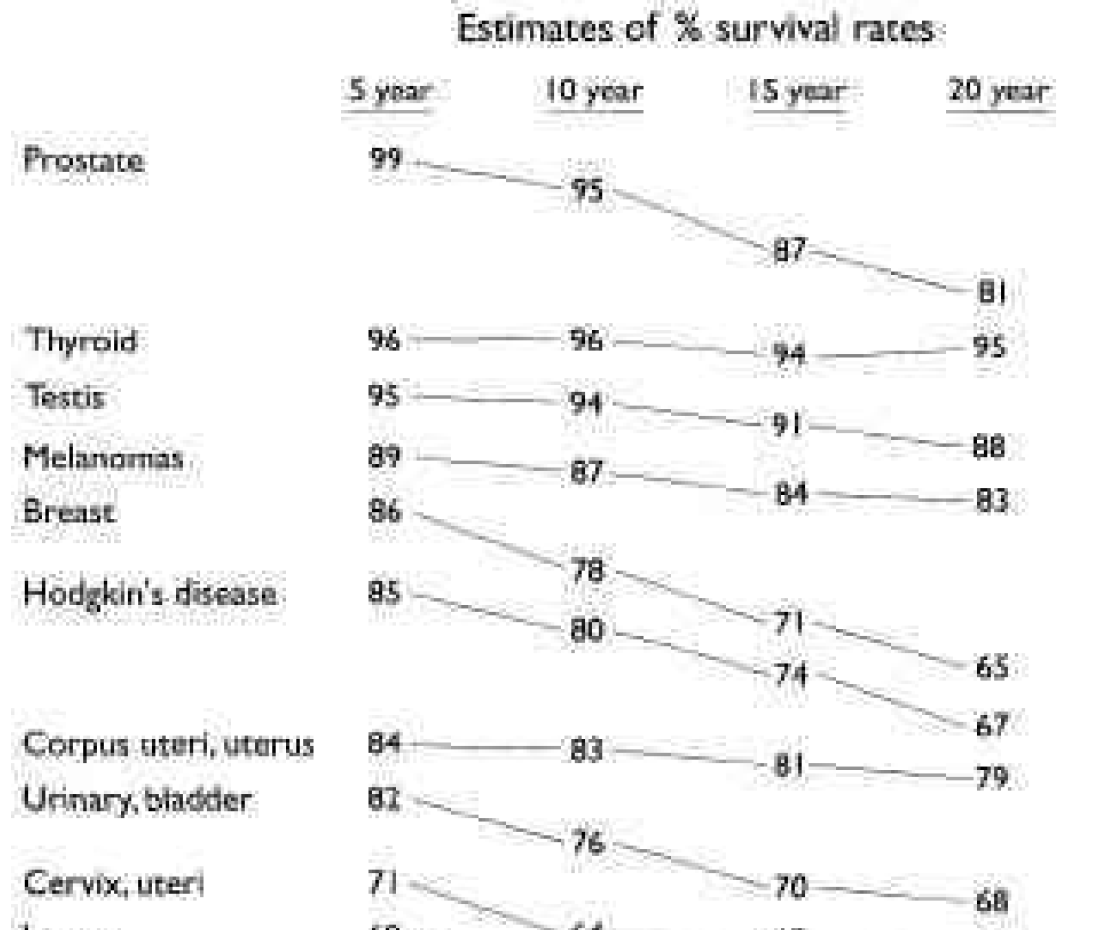 Estimates of % survival rates
5 year 10 year 15 year 20 year
Prostate 99 95 87 81
Thyroid 96 96 94 95
Testis 95 94 91 88
Melanomas 89 87 84 83
Breast 86 78 71 65
Hodgkin's disease 85 80 74 67
Corpus uteri, uterus 84 83 81 79
Urinary, bladder 82 76 70 68
Cervix, uteri 71